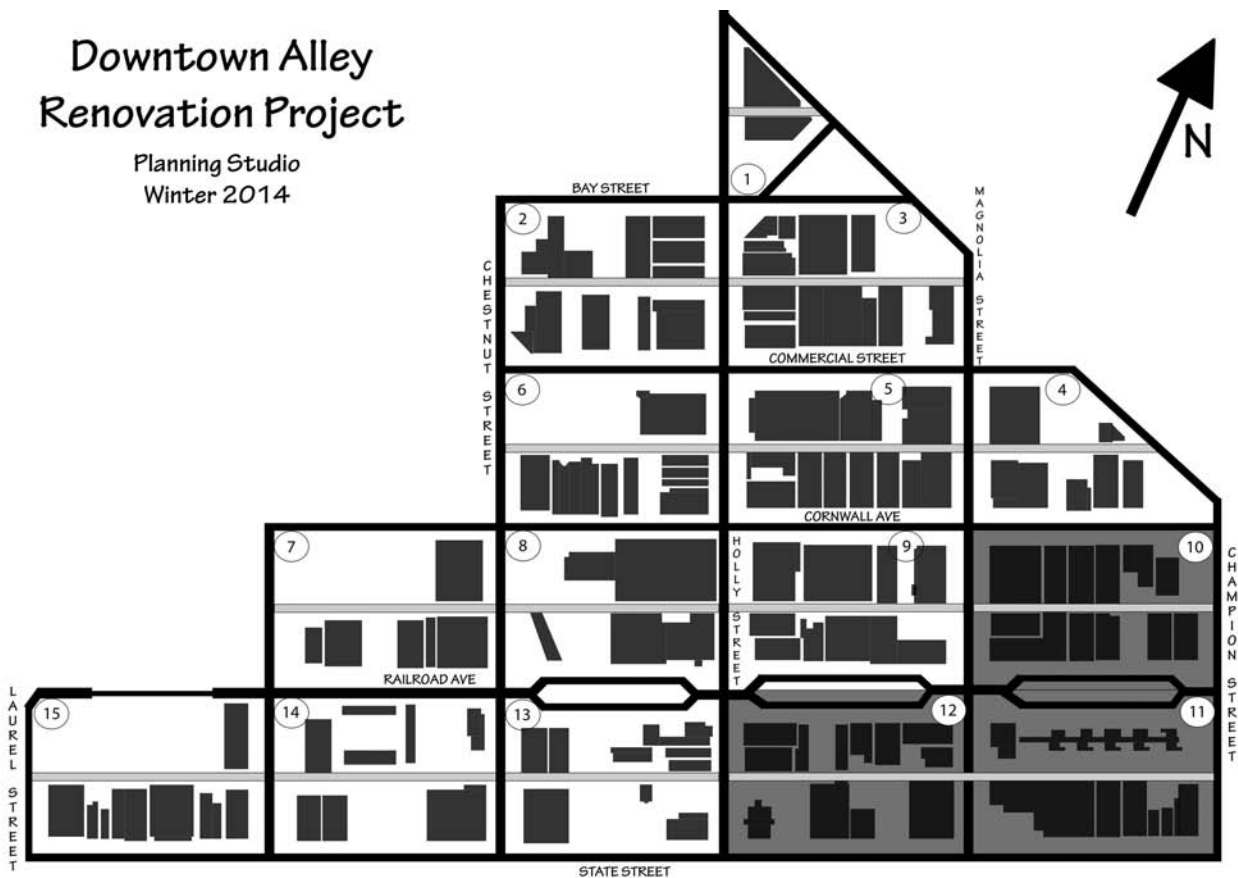 Downtown Alley
Renovation Project
Planning Studio
Winter 2014
N
BAY STREET
1
2
3
MAGNOLIA STREET
CHESTNUT STREET
COMMERCIAL STREET
4
5
6
CORNWALL AVE
7
8
HOLLY STREET
9
10
CHAMPION STREET
RAILROAD AVE
LAUREL STREET
15
14
13
12
11
STATE STREET